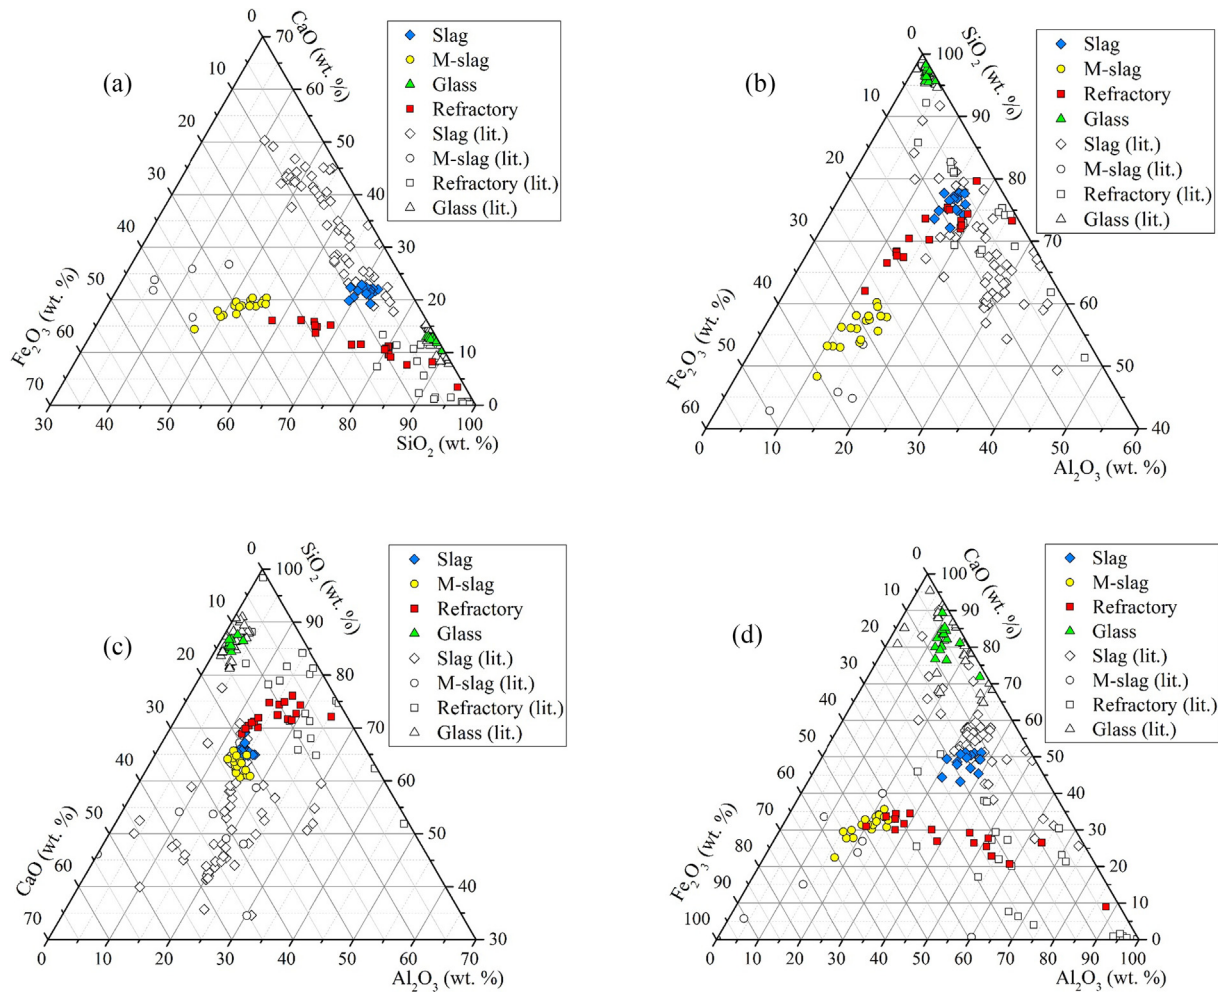 (a)
CaO (wt. %)
Fe₂O₃ (wt. %)
SiO₂ (wt. %)
0
10
20
30
40
50
60
70
70
60
50
40
30
20
10
0
30 40 50 60 70 80 90 100
Slag
M-slag
Glass
Refractory
Slag (lit.)
M-slag (lit.)
Refractory (lit.)
Glass (lit.)
(b)
SiO₂ (wt. %)
Fe₂O₃ (wt. %)
Al₂O₃ (wt. %)
0
10
20
30
40
50
60
100
90
80
70
60
50
40
0 10 20 30 40 50 60
Slag
M-slag
Refractory
Glass
Slag (lit.)
M-slag (lit.)
Refractory (lit.)
Glass (lit.)
(c)
SiO₂ (wt. %)
CaO (wt. %)
Al₂O₃ (wt. %)
0
10
20
30
40
50
60
70
100
90
80
70
60
50
40
30
0 10 20 30 40 50 60 70
Slag
M-slag
Refractory
Glass
Slag (lit.)
M-slag (lit.)
Refractory (lit.)
Glass (lit.)
(d)
CaO (wt. %)
Fe₂O₃ (wt. %)
Al₂O₃ (wt. %)
0
10
20
30
40
50
60
70
80
90
100
100
90
80
70
60
50
40
30
20
10
0
0 10 20 30 40 50 60 70 80 90 100
Slag
M-slag
Refractory
Glass
Slag (lit.)
M-slag (lit.)
Refractory (lit.)
Glass (lit.)